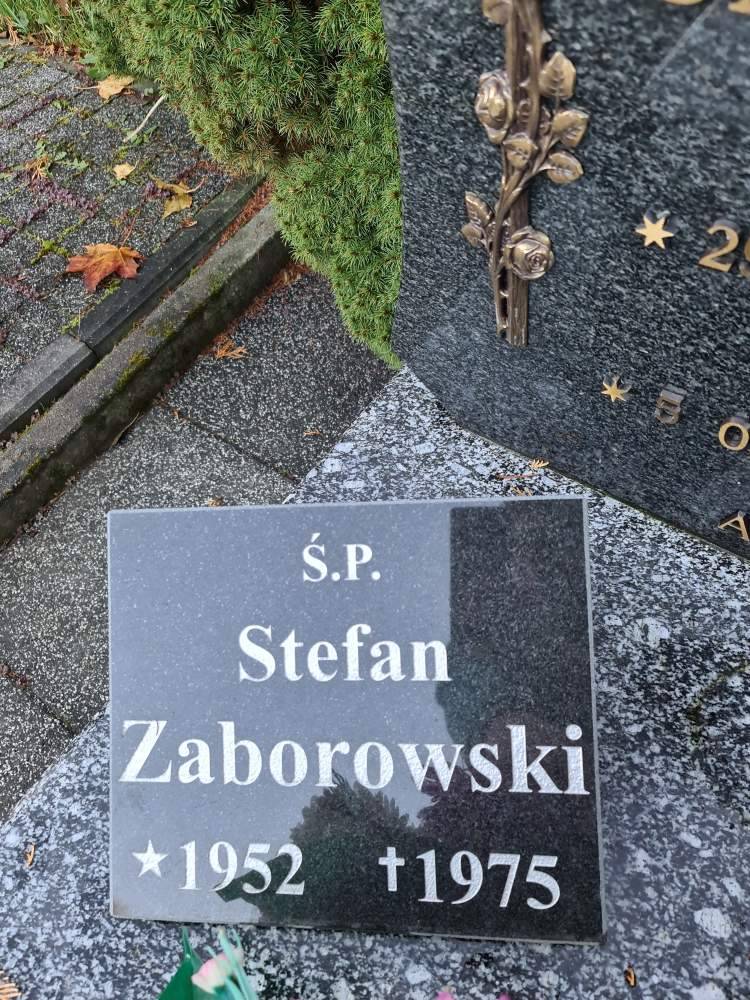 Ś.P.
Stefan
Zaborowski
★ 1952 † 1975